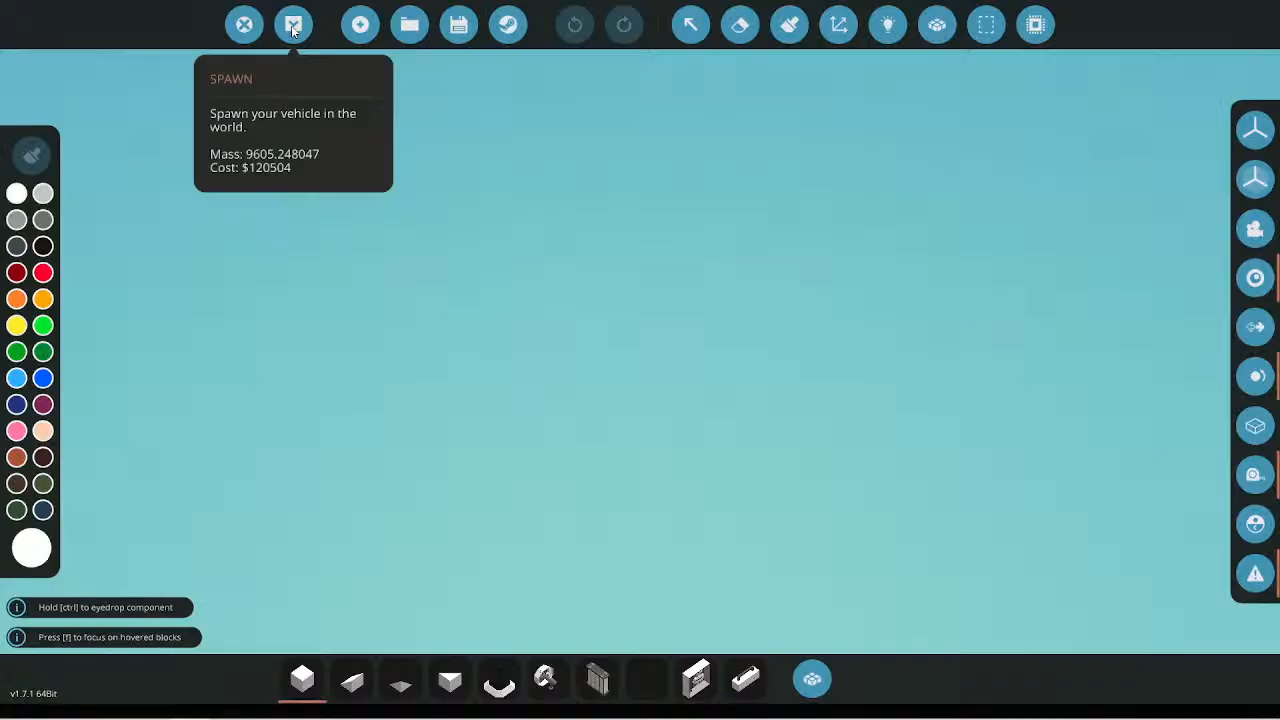 SPAWN
Spawn your vehicle in the
world.
Mass: 9605.248047
Cost: $120504
Hold [ctrl] to eyedrop component
Press [f] to focus on hovered blocks
v1.7.1 64Bit